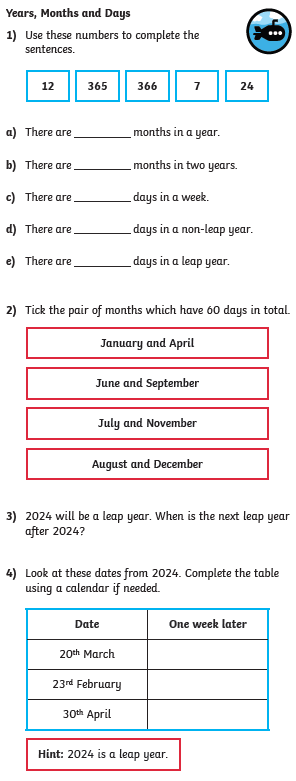 Years, Months and Days
1) Use these numbers to complete the
sentences.
12 365 366 7 24
a) There are _________ months in a year.
b) There are _________ months in two years.
c) There are _________ days in a week.
d) There are _________ days in a non-leap year.
e) There are _________ days in a leap year.
2) Tick the pair of months which have 60 days in total.
January and April
June and September
July and November
August and December
3) 2024 will be a leap year. When is the next leap year
after 2024?
4) Look at these dates from 2024. Complete the table
using a calendar if needed.
Date One week later
20th March
23rd February
30th April
Hint: 2024 is a leap year.